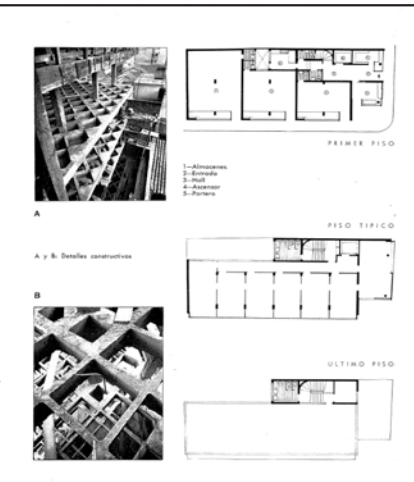 PRIMER PISO
1—Almacenes
2—Entrada
3—Hall
4—Ascensor
5—Portero
A
PISO TIPICO
A y B: Detalles constructivos
B
ULTIMO PISO